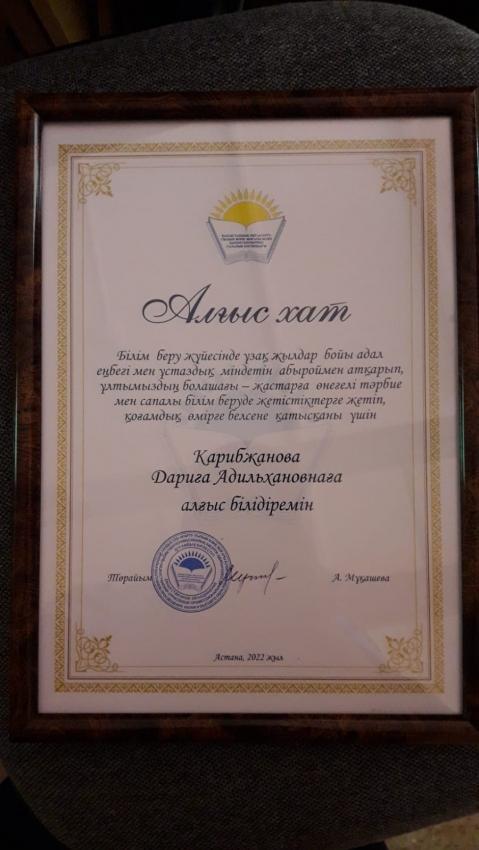 Алғыс хат
Білім беру жүйесінде ұзақ жылдар бойы адал
еңбегі мен ұстаздық міндетін абыроймен атқарып,
ұлтымыздың болашағы – жастарға өнегелі тәрбие
мен сапалы білім беруде жетістіктерге жетіп,
қоғамдық өмірге белсене қатысқаны үшін
Карибжанова
Дариға Адильхановнаға
алғыс білідіремін
Төрайым
А. Мұқашева
Астана, 2022 жыл